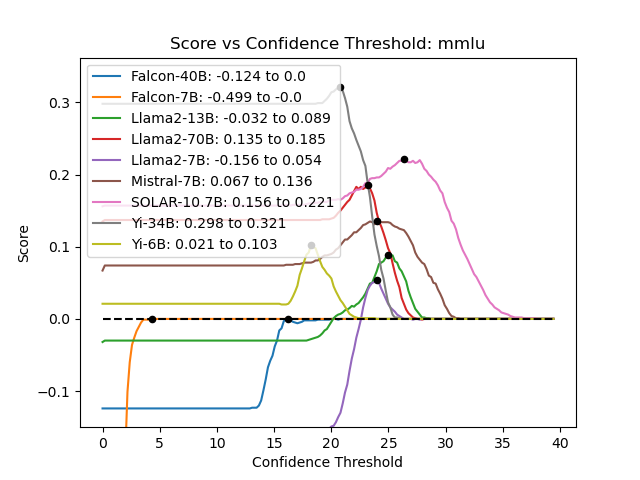 Score vs Confidence Threshold: mmlu
Falcon-40B: -0.124 to 0.0
Falcon-7B: -0.499 to -0.0
Llama2-13B: -0.032 to 0.089
Llama2-70B: 0.135 to 0.185
Llama2-7B: -0.156 to 0.054
Mistral-7B: 0.067 to 0.136
SOLAR-10.7B: 0.156 to 0.221
Yi-34B: 0.298 to 0.321
Yi-6B: 0.021 to 0.103
Score
0.3
0.2
0.1
0.0
−0.1
0 5 10 15 20 25 30 35 40
Confidence Threshold